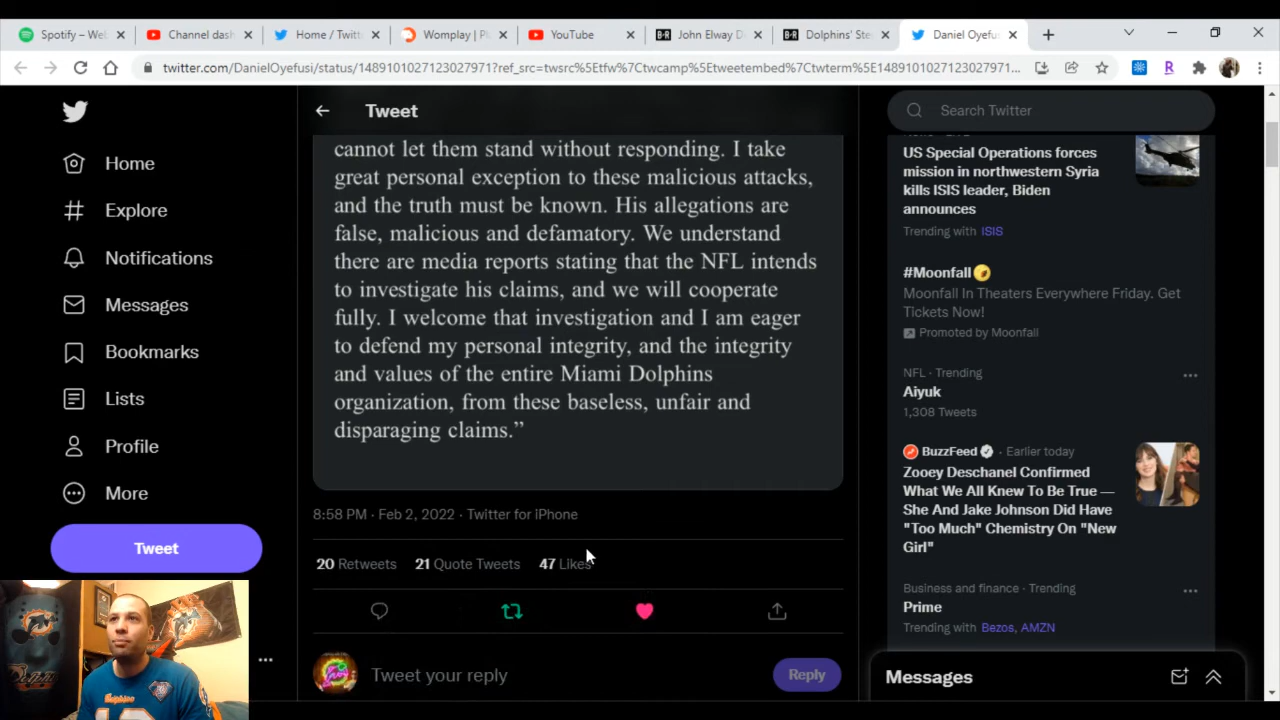 Spotify – Web
Channel dash
Home / Twitter
Womplay | Pl
YouTube
B·R
John Elway D
B·R
Dolphins' Ste
Daniel Oyefus
twitter.com/DanielOyefusi/status/1489101027123027971?ref_src=twsrc%5Etfw%7Ctwcamp%5Etweetembed%7Ctwterm%5E1489101027123027971...
R
Tweet
Search Twitter
Home
Explore
Notifications
Messages
Bookmarks
Lists
Profile
More
Tweet
cannot let them stand without responding. I take
great personal exception to these malicious attacks,
and the truth must be known. His allegations are
false, malicious and defamatory. We understand
there are media reports stating that the NFL intends
to investigate his claims, and we will cooperate
fully. I welcome that investigation and I am eager
to defend my personal integrity, and the integrity
and values of the entire Miami Dolphins
organization, from these baseless, unfair and
disparaging claims.”
8:58 PM · Feb 2, 2022 · Twitter for iPhone
20 Retweets 21 Quote Tweets 47 Likes
Tweet your reply
Reply
US Special Operations forces
mission in northwestern Syria
kills ISIS leader, Biden
announces
Trending with ISIS
#Moonfall
Moonfall In Theaters Everywhere Friday. Get
Tickets Now!
Promoted by Moonfall
NFL · Trending
Aiyuk
1,308 Tweets
BuzzFeed · Earlier today
Zooey Deschanel Confirmed
What We All Knew To Be True —
She And Jake Johnson Did Have
"Too Much" Chemistry On "New
Girl"
Business and finance · Trending
Prime
Trending with Bezos, AMZN
Messages